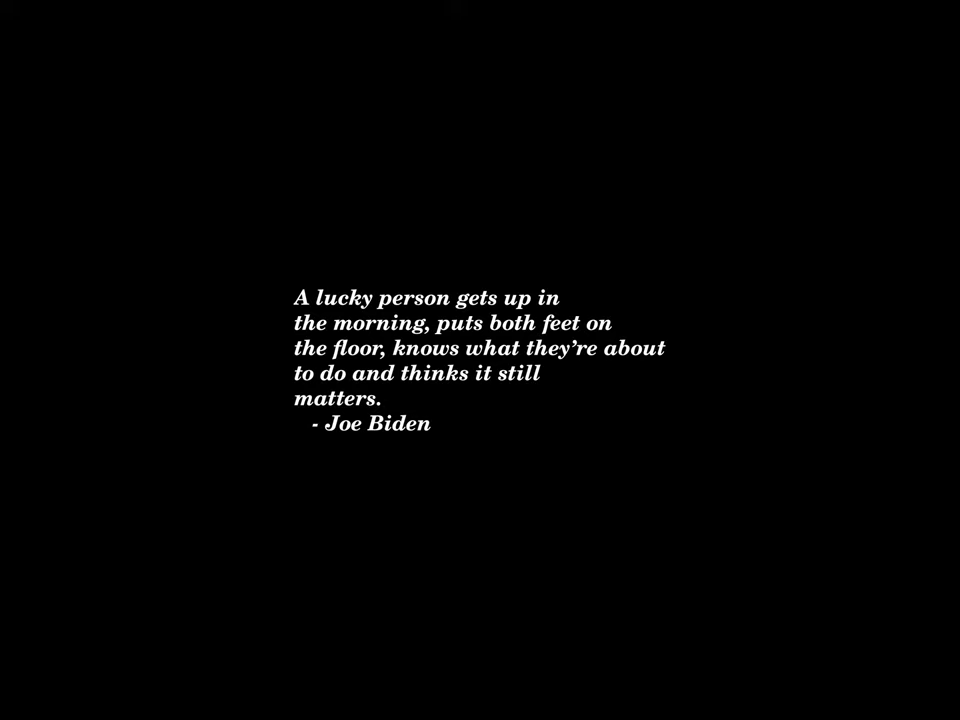 A lucky person gets up in
the morning, puts both feet on
the floor, knows what they’re about
to do and thinks it still
matters.
- Joe Biden